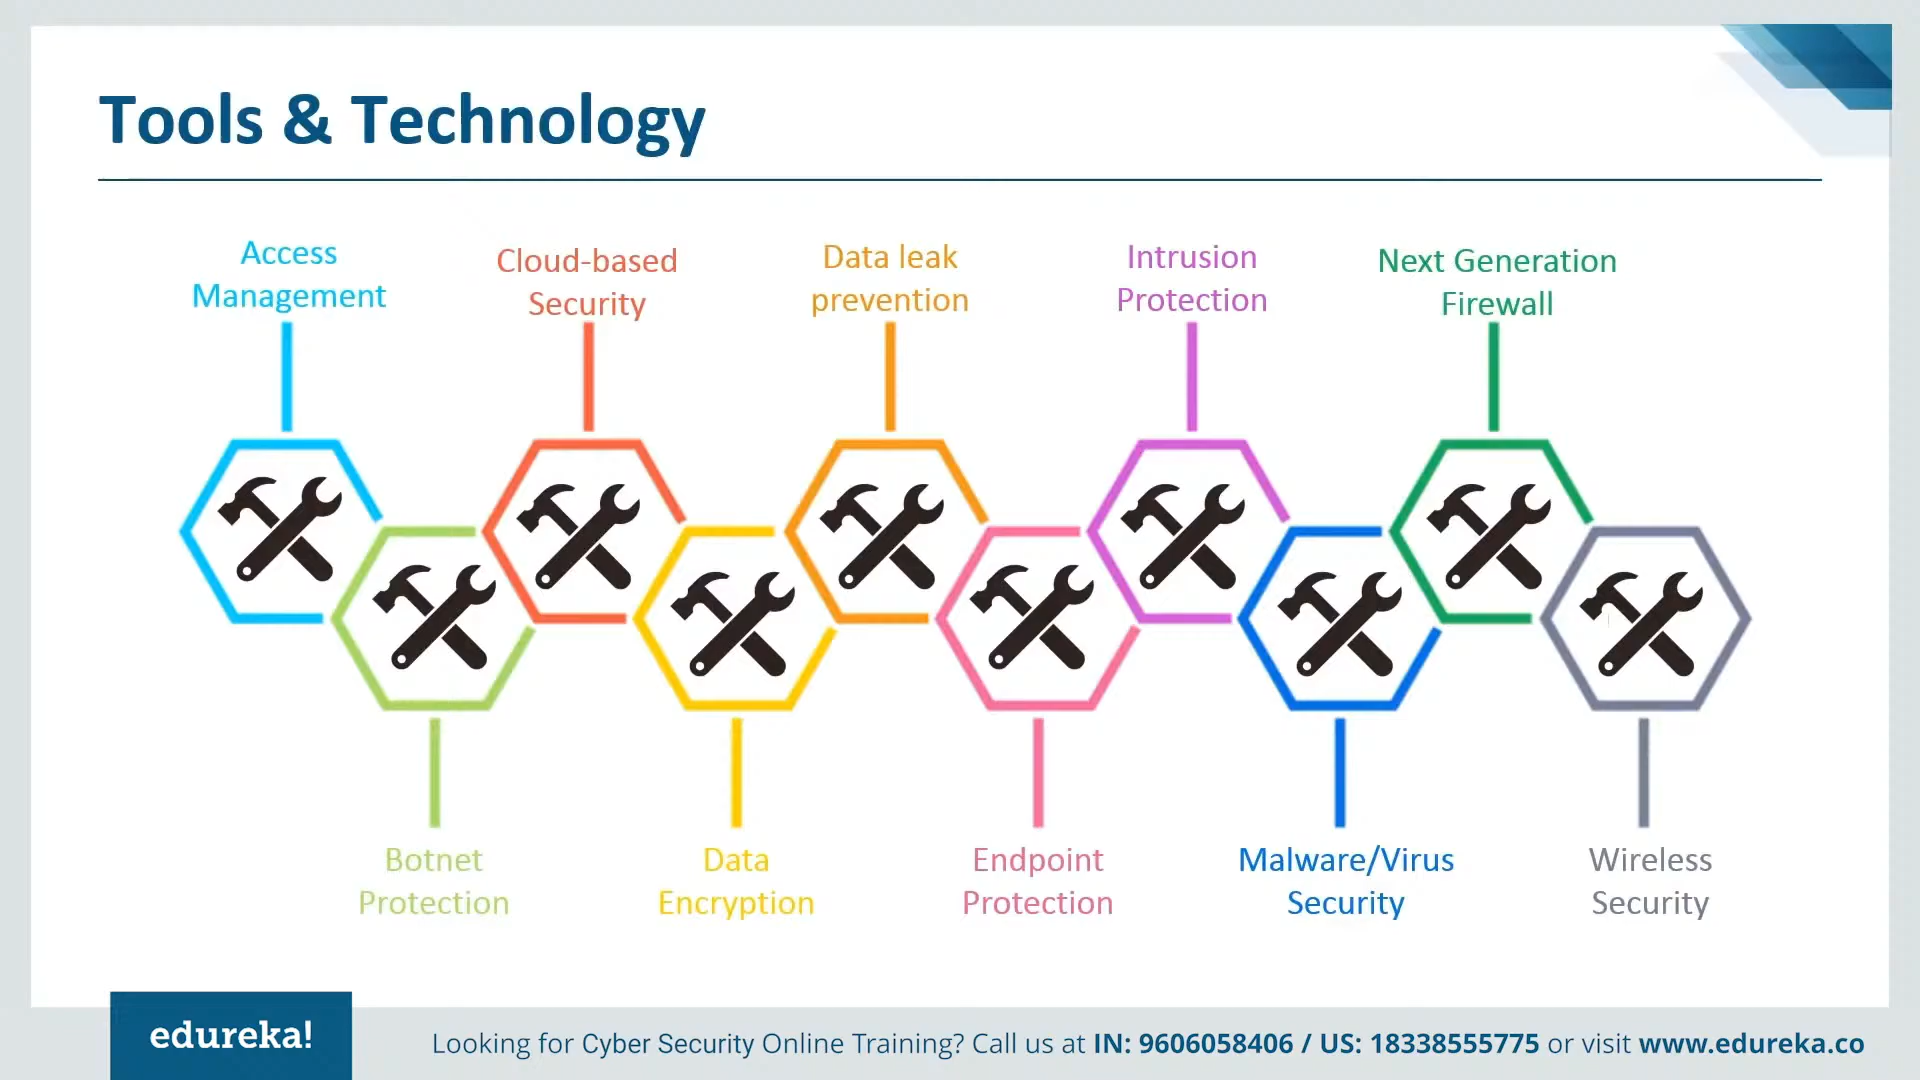 Tools & Technology
Access
Management
Cloud-based
Security
Data leak
prevention
Intrusion
Protection
Next Generation
Firewall
Botnet
Protection
Data
Encryption
Endpoint
Protection
Malware/Virus
Security
Wireless
Security
edureka!
Looking for Cyber Security Online Training? Call us at IN: 9606058406 / US: 18338555775 or visit www.edureka.co